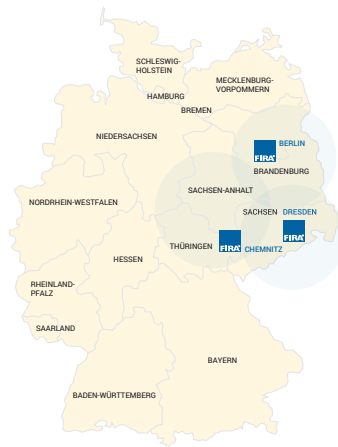 SCHLESWIG-
HOLSTEIN
MECKLENBURG-
VORPOMMERN
HAMBURG
BREMEN
NIEDERSACHSEN
BERLIN
FIRA
BRANDENBURG
SACHSEN-ANHALT
NORDRHEIN-WESTFALEN
SACHSEN DRESDEN
FIRA
THÜRINGEN
FIRA
CHEMNITZ
HESSEN
RHEINLAND-
PFALZ
SAARLAND
BAYERN
BADEN-WÜRTTEMBERG